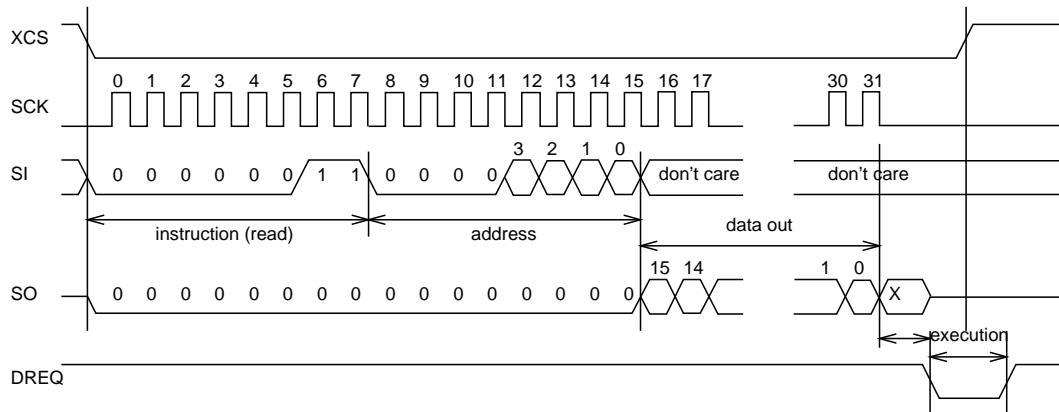 XCS
0 1 2 3 4 5 6 7 8 9 10 11 12 13 14 15 16 17 30 31
SCK
3 2 1 0
SI 0 0 0 0 0 0 1 1 0 0 0 0 don't care don't care
instruction (read) address data out
15 14 1 0
SO 0 0 0 0 0 0 0 0 0 0 0 0 0 0 0 0 X
execution
DREQ